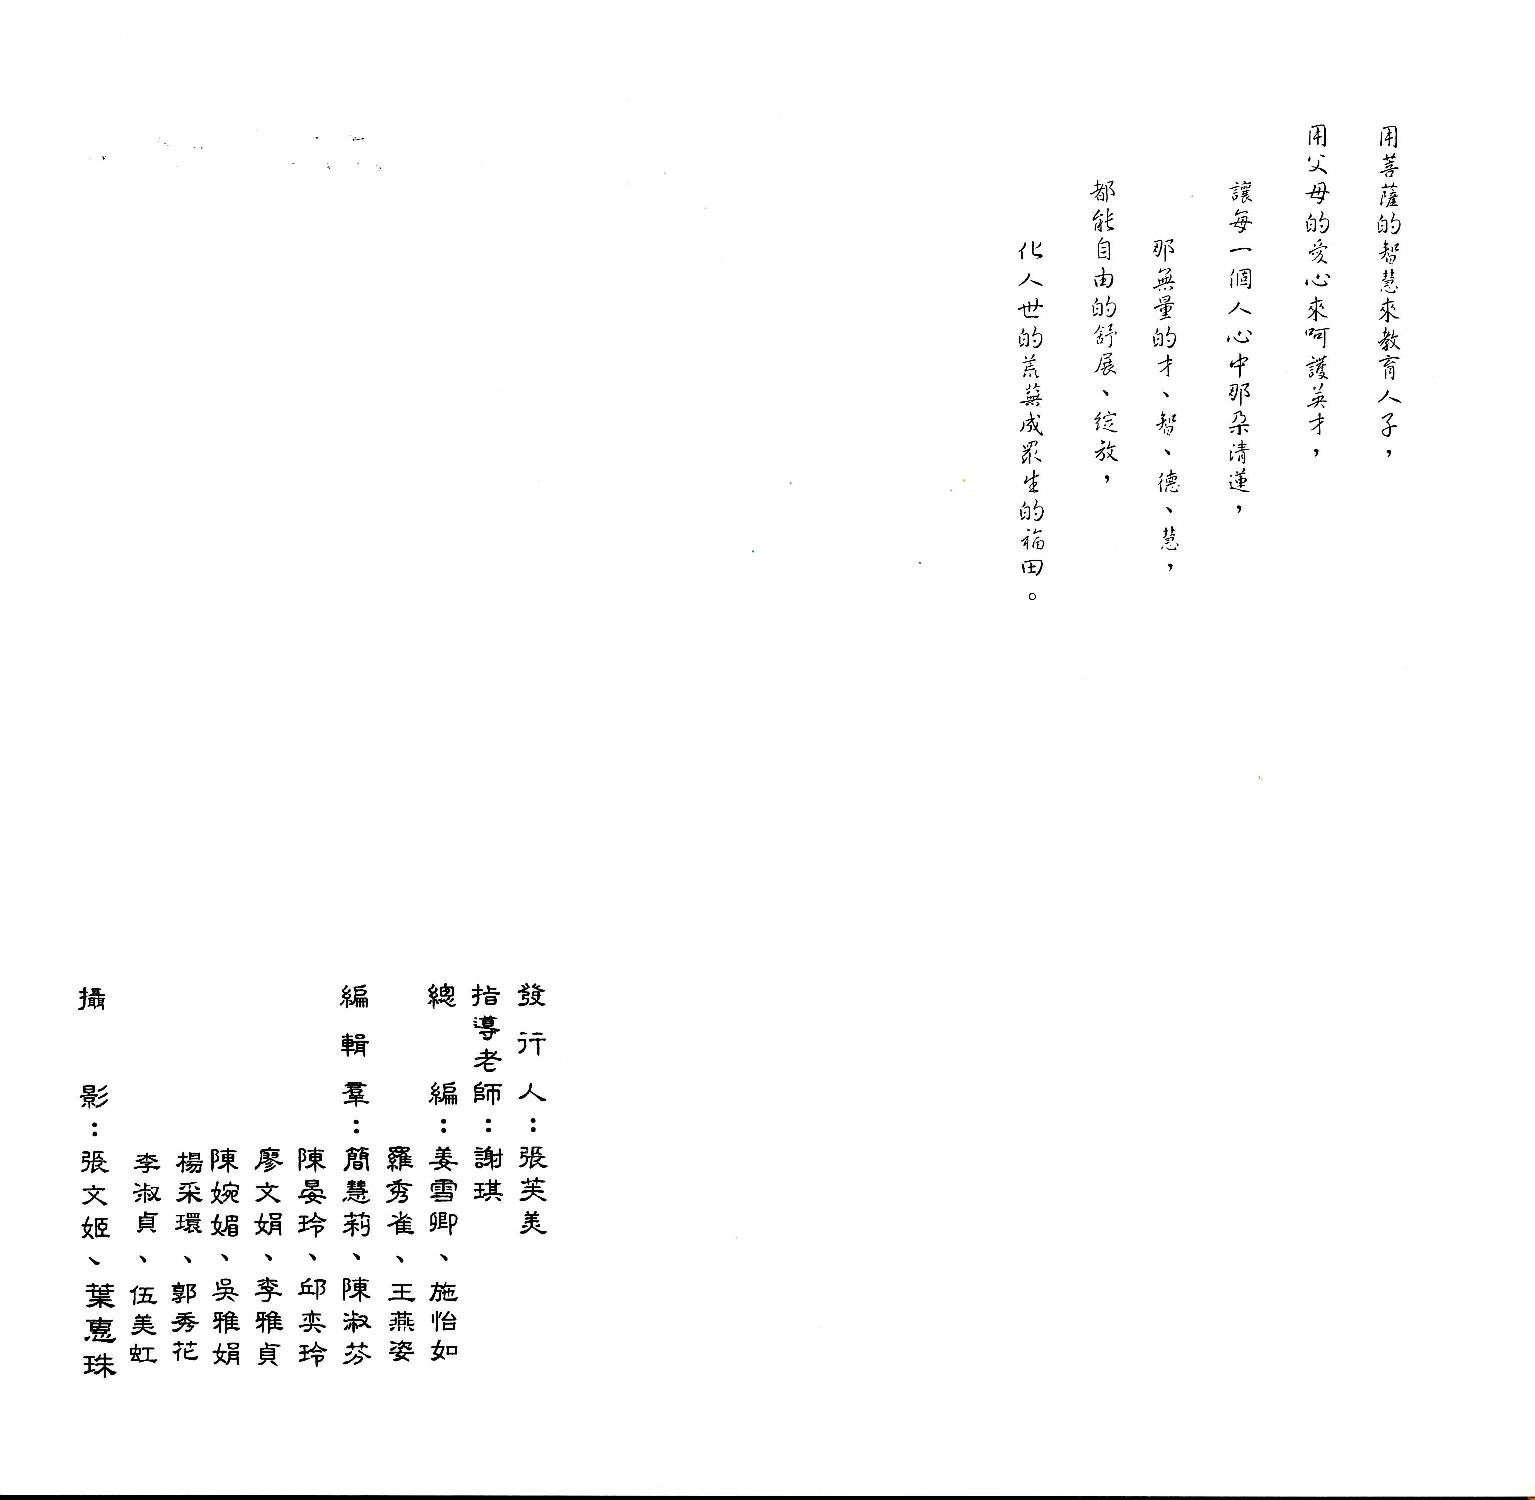 用菩薩的智慧來教育人子，
用父母的愛心來呵護英才，
讓每一個人心中那朵清蓮，
那無量的才、智、德、慧，
都能自由的舒展、綻放，
化人世的荒蕪成眾生的福田。
發行人：張芙美
指導老師：謝琪
總編：姜雪卿、施怡如
羅秀雀、王燕姿
編輯羣：簡慧莉、陳淑芬
陳晏玲、邱奕玲
廖文娟、李雅貞
陳婉媚、吳雅娟
楊采環、郭秀花
李淑貞、伍美虹
攝影：張文姬、葉惠珠